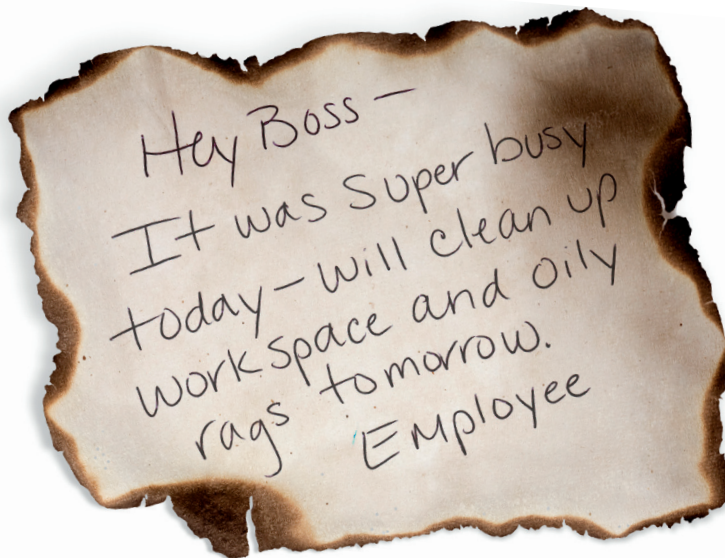 Hey Boss –
It was super busy
today – will clean up
workspace and oily
rags tomorrow.
Employee